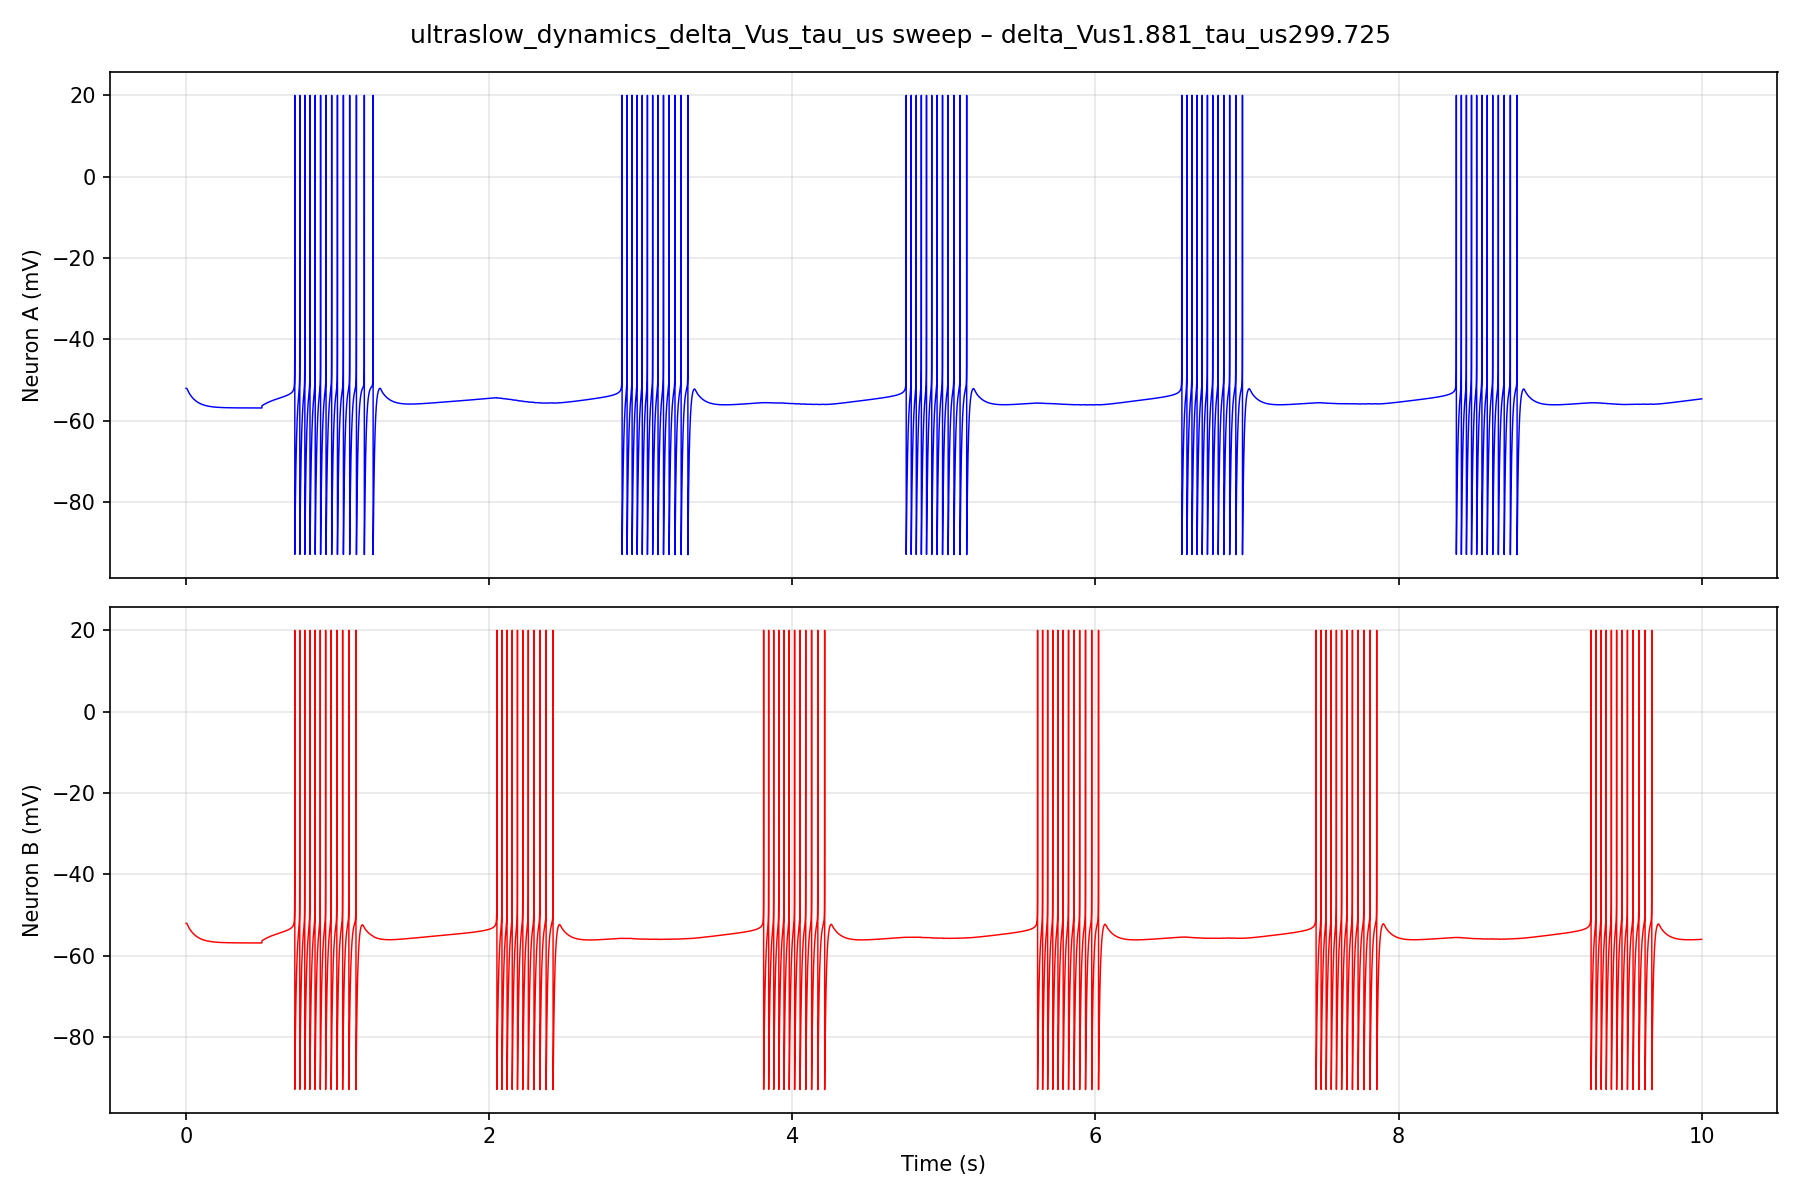 ultraslow_dynamics_delta_Vus_tau_us sweep – delta_Vus1.881_tau_us299.725
20
0
−20
−40
−60
−80
Neuron A (mV)
20
0
−20
−40
−60
−80
Neuron B (mV)
0 2 4 6 8 10
Time (s)